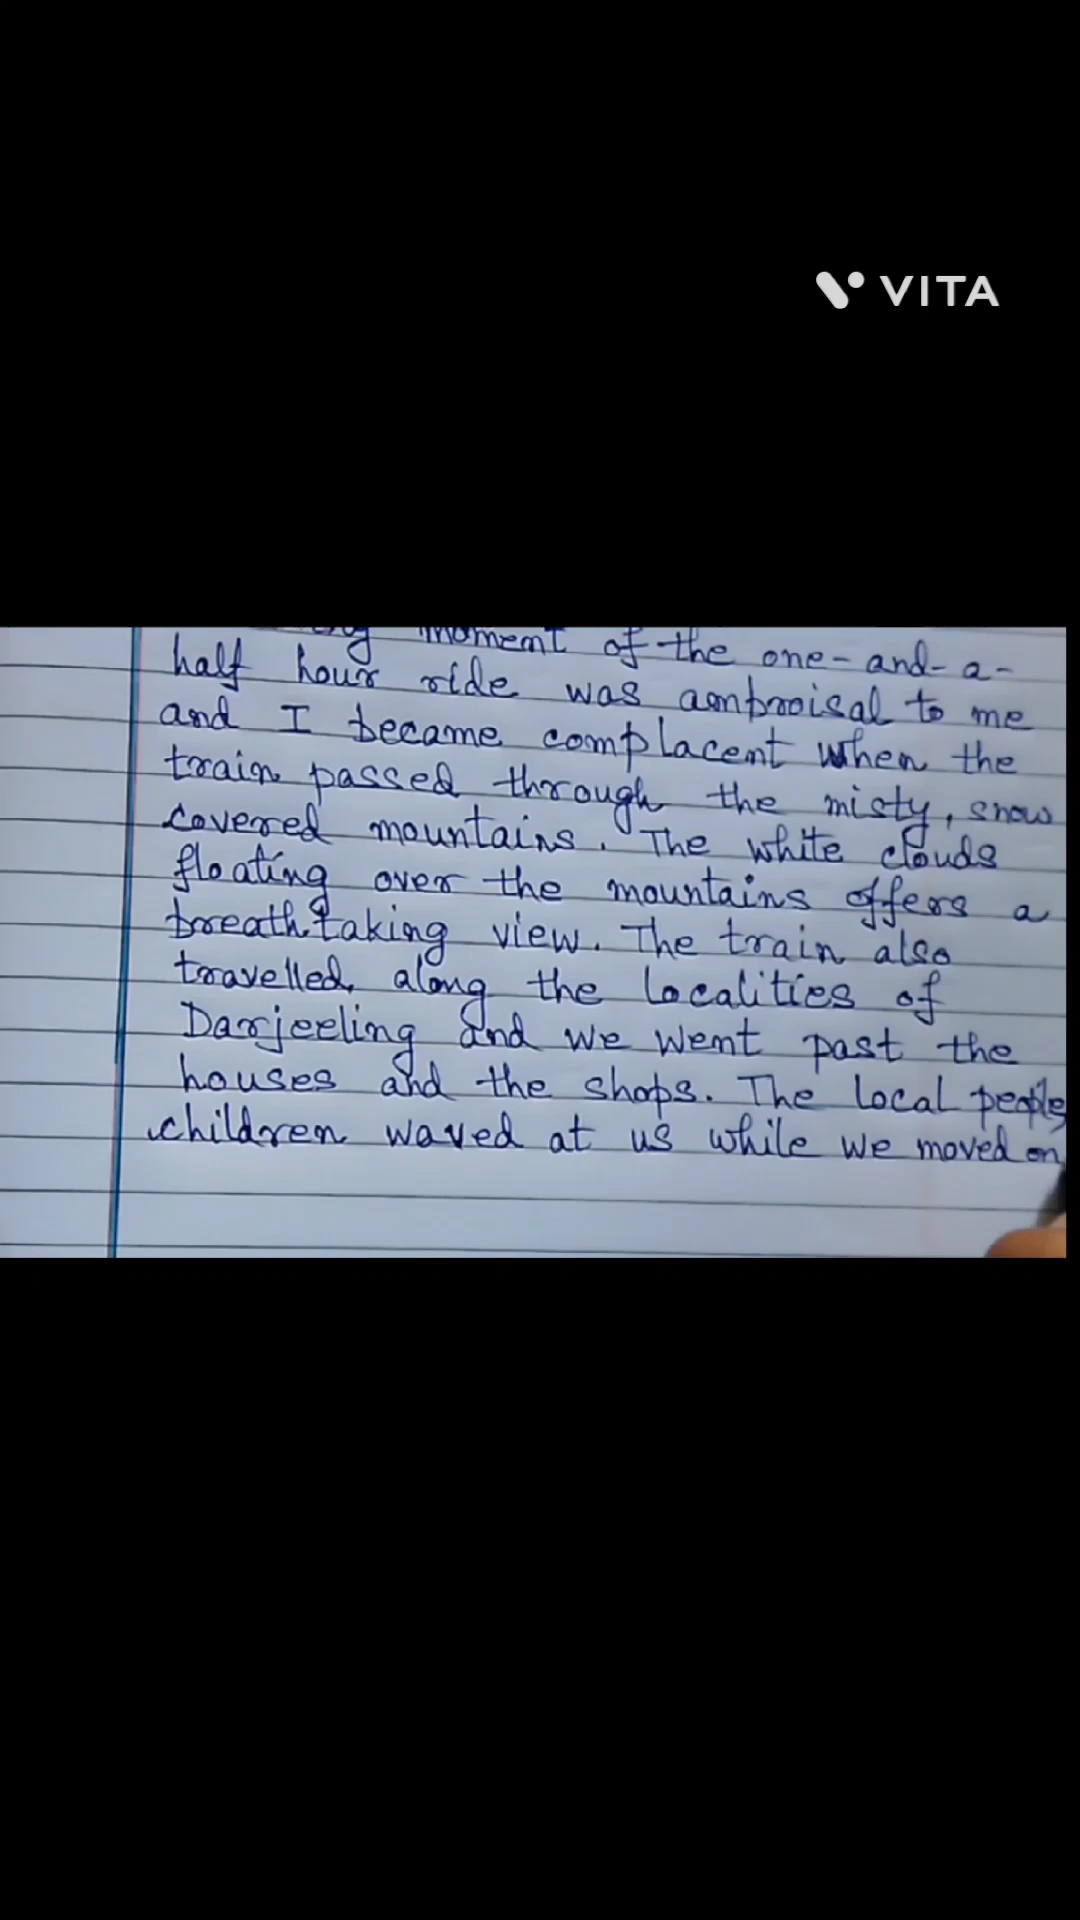 VITA
moment of the one-and-a-
half hour ride was ambroisal to me
and I became complacent when the
train passed through the misty, snow
covered mountains. The white clouds
floating over the mountains offers a
breathtaking view. The train also
travelled along the localities of
Darjeeling and we went past the
houses and the shops. The local people,
children waved at us while we moved on